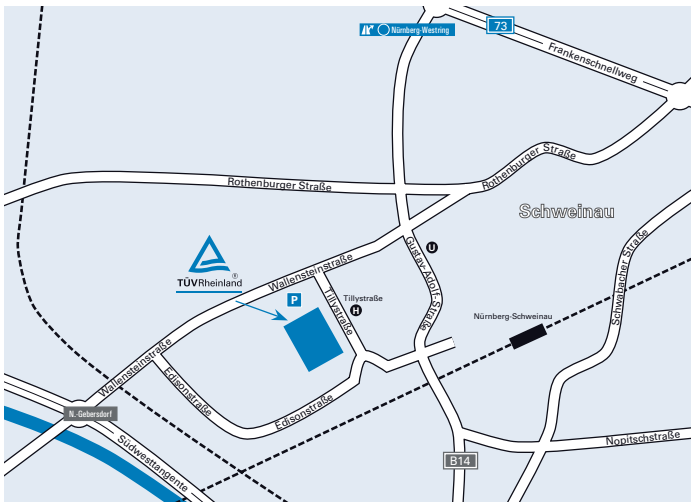 Nürnberg-Westring
73
Frankenschnellweg
Rothenburger Straße
Rothenburger Straße
Schweinau
Gustav-Adolf-Straße
U
Schwabacher Straße
TÜVRheinland
®
Wallensteinstraße
P
Tillystraße
Tillystraße
H
Nürnberg-Schweinau
Wallensteinstraße
Edisonstraße
Edisonstraße
N.-Gebersdorf
Südwesttangente
Nopitschstraße
B14